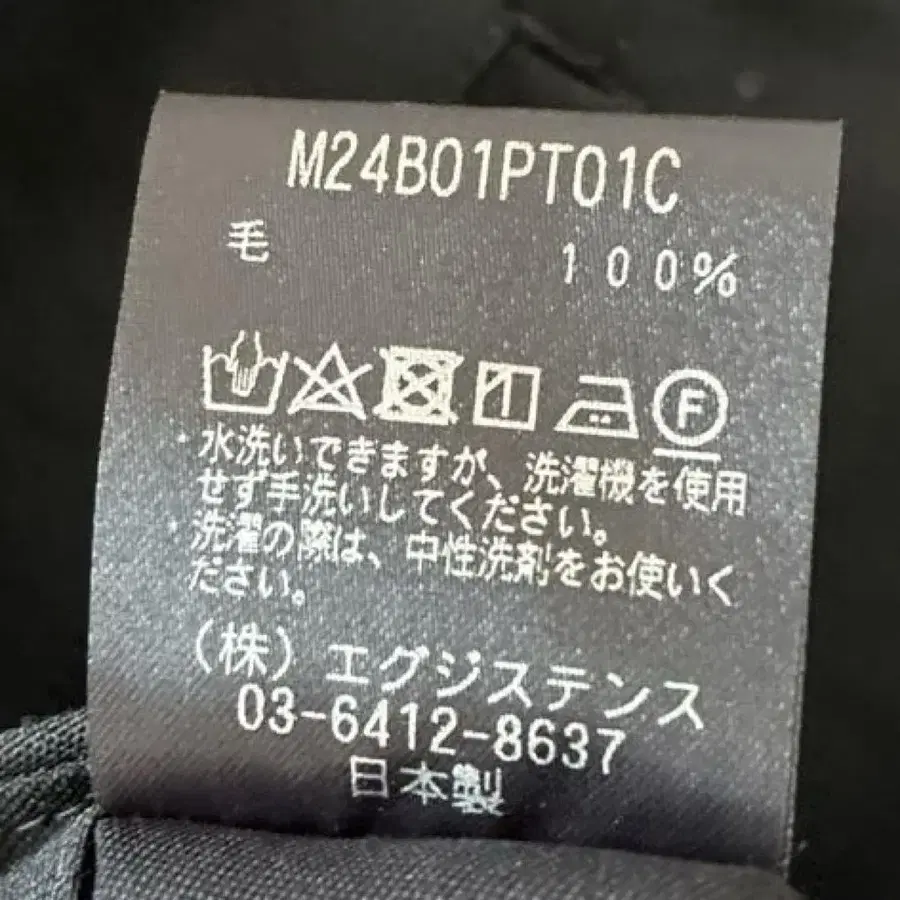 M24B01PT01C
毛 100%
F
水洗いできますが、洗濯機を使用
せず手洗いしてください。
洗濯の際は、中性洗剤をお使いく
ださい。
(株)エグジステンス
03-6412-8637
日本製